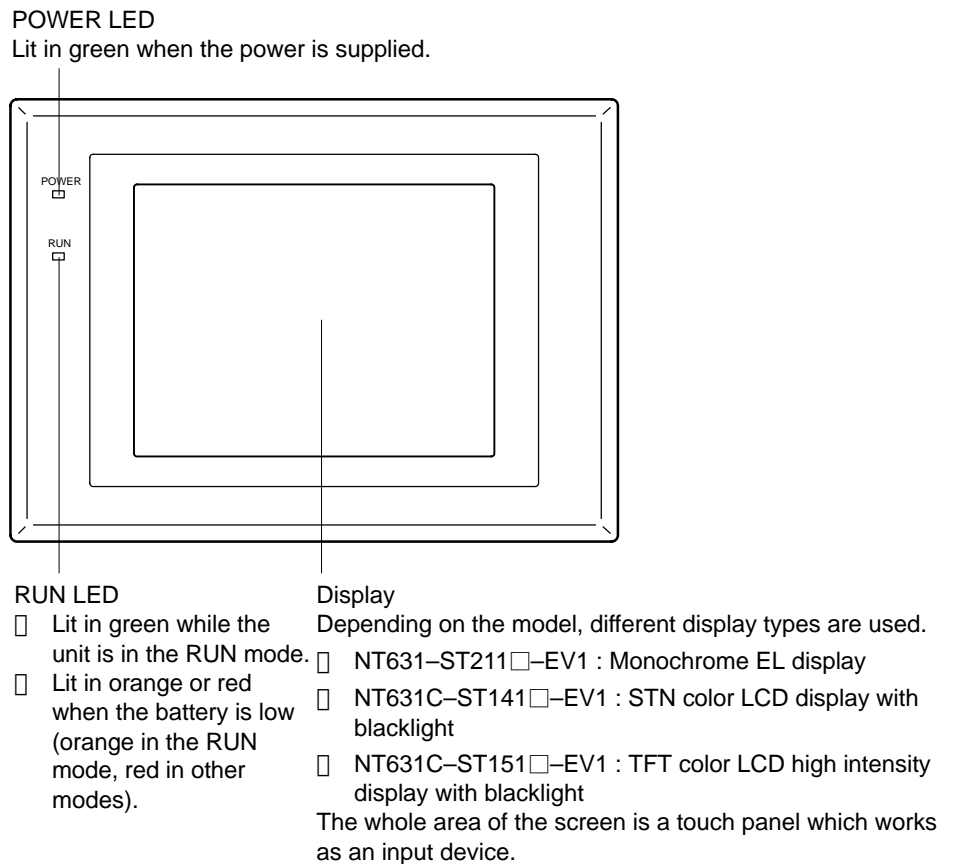 POWER LED
Lit in green when the power is supplied.
POWER
RUN
RUN LED
▯ Lit in green while the
unit is in the RUN mode.
▯ Lit in orange or red
when the battery is low
(orange in the RUN
mode, red in other
modes).
Display
Depending on the model, different display types are used.
▯ NT631–ST211□–EV1 : Monochrome EL display
▯ NT631C–ST141□–EV1 : STN color LCD display with
blacklight
▯ NT631C–ST151□–EV1 : TFT color LCD high intensity
display with blacklight
The whole area of the screen is a touch panel which works
as an input device.